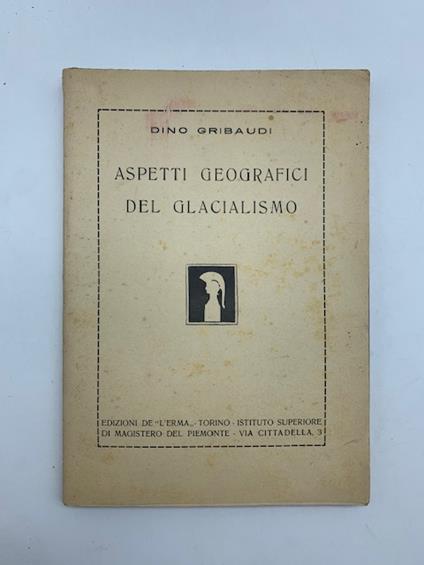 DINO GRIBAUDI
ASPETTI GEOGRAFICI
DEL GLACIALISMO
EDIZIONI DE "L'ERMA„ - TORINO - ISTITUTO SUPERIORE
DI MAGISTERO DEL PIEMONTE - VIA CITTADELLA, 3